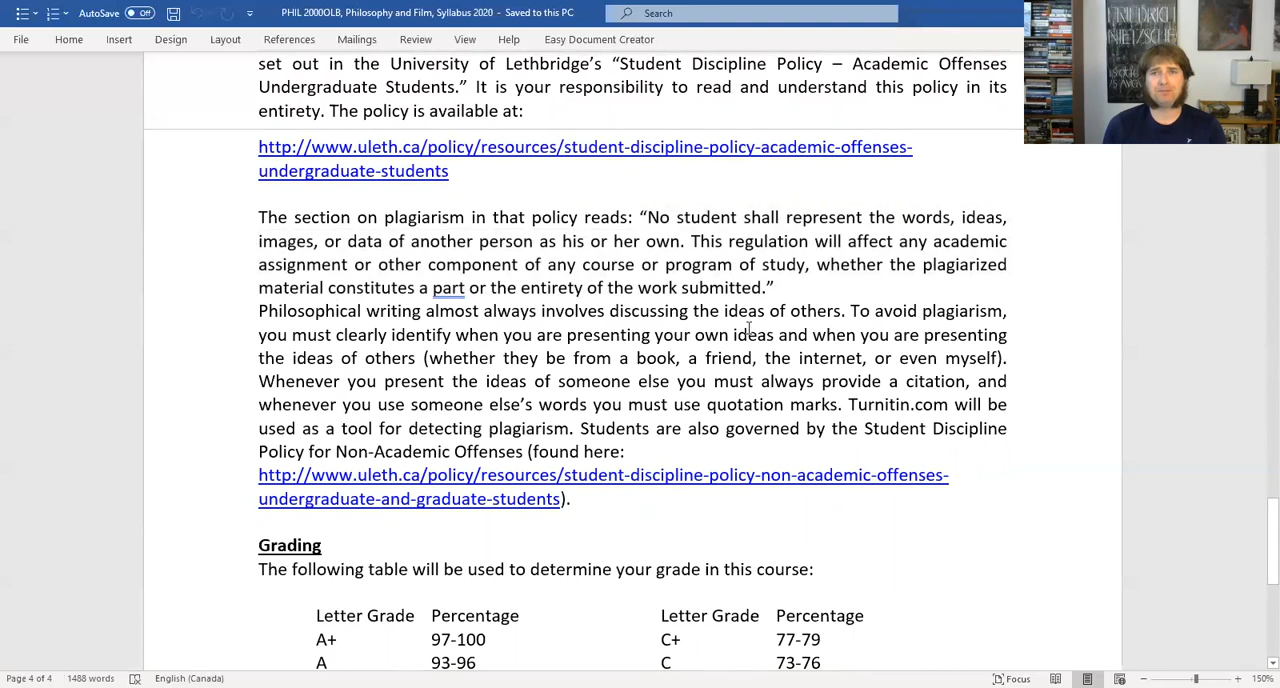 AutoSave
Off
PHIL 2000OLB, Philosophy and Film, Syllabus 2020 - Saved to this PC
Search
File Home Insert Design Layout References Mailings Review View Help Easy Document Creator
FRIEDRICH
NIETZSCHE
set out in the University of Lethbridge’s “Student Discipline Policy – Academic Offenses
Undergraduate Students.” It is your responsibility to read and understand this policy in its
entirety. The policy is available at:
http://www.uleth.ca/policy/resources/student-discipline-policy-academic-offenses-
undergraduate-students
The section on plagiarism in that policy reads: “No student shall represent the words, ideas,
images, or data of another person as his or her own. This regulation will affect any academic
assignment or other component of any course or program of study, whether the plagiarized
material constitutes a part or the entirety of the work submitted.”
Philosophical writing almost always involves discussing the ideas of others. To avoid plagiarism,
you must clearly identify when you are presenting your own ideas and when you are presenting
the ideas of others (whether they be from a book, a friend, the internet, or even myself).
Whenever you present the ideas of someone else you must always provide a citation, and
whenever you use someone else’s words you must use quotation marks. Turnitin.com will be
used as a tool for detecting plagiarism. Students are also governed by the Student Discipline
Policy for Non-Academic Offenses (found here:
http://www.uleth.ca/policy/resources/student-discipline-policy-non-academic-offenses-
undergraduate-and-graduate-students).
Grading
The following table will be used to determine your grade in this course:
Letter Grade Percentage Letter Grade Percentage
A+ 97-100 C+ 77-79
A 93-96 C 73-76
Page 4 of 4 1488 words English (Canada) Focus 150%